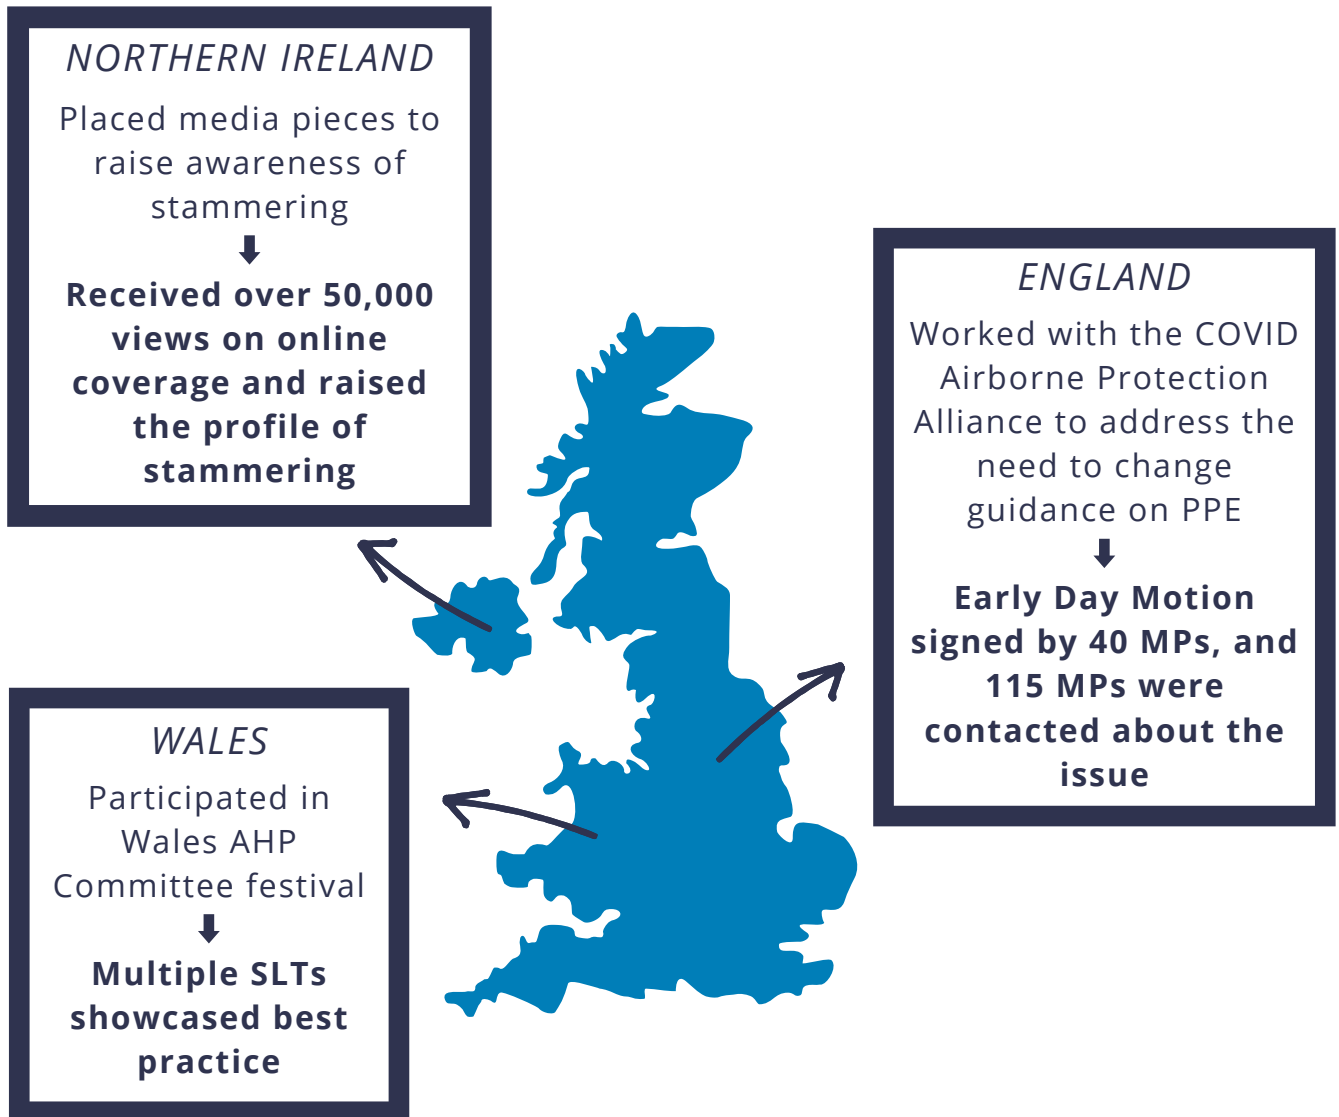 NORTHERN IRELAND
Placed media pieces to
raise awareness of
stammering
Received over 50,000
views on online
coverage and raised
the profile of
stammering
ENGLAND
Worked with the COVID
Airborne Protection
Alliance to address the
need to change
guidance on PPE
Early Day Motion
signed by 40 MPs, and
115 MPs were
contacted about the
issue
WALES
Participated in
Wales AHP
Committee festival
Multiple SLTs
showcased best
practice